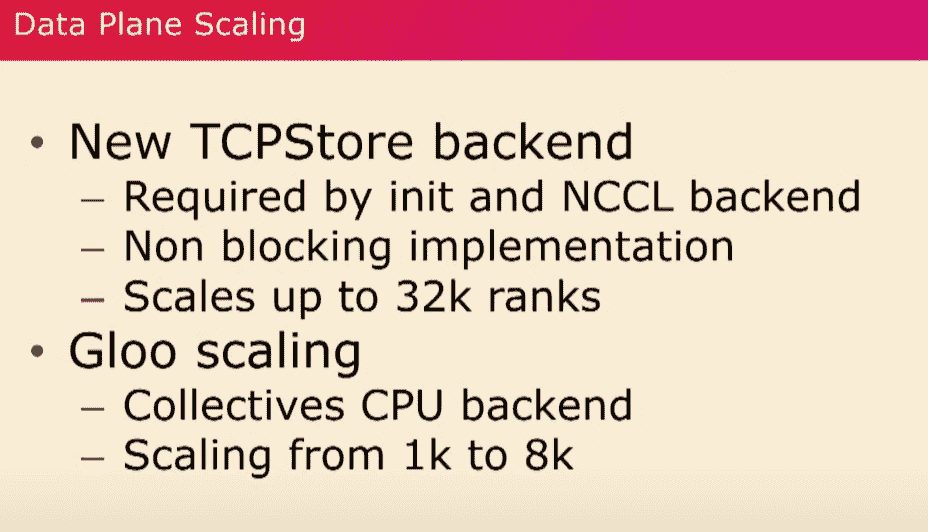 Data Plane Scaling
• New TCPStore backend
– Required by init and NCCL backend
– Non blocking implementation
– Scales up to 32k ranks
• Gloo scaling
– Collectives CPU backend
– Scaling from 1k to 8k